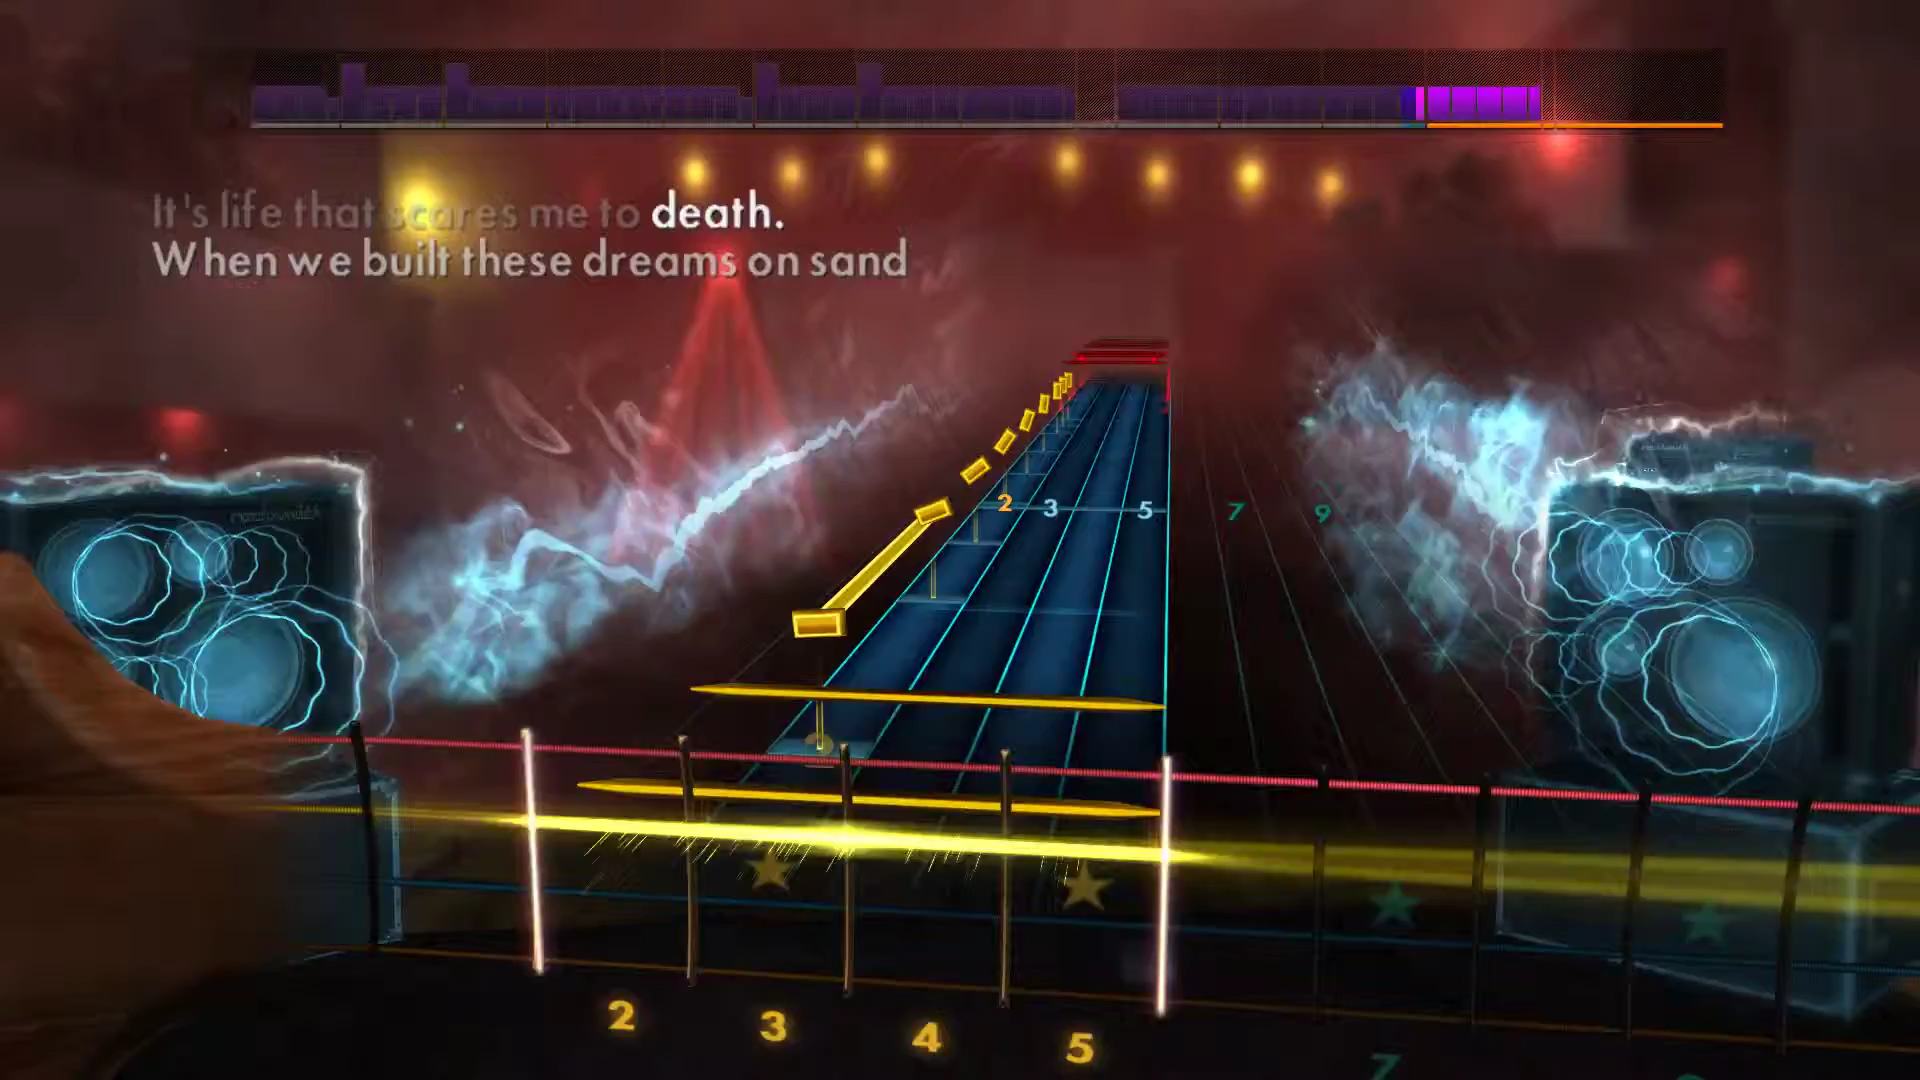 It's life that scares me to death.
When we built these dreams on sand
2 3 5 7 9
2 3 4 5 7